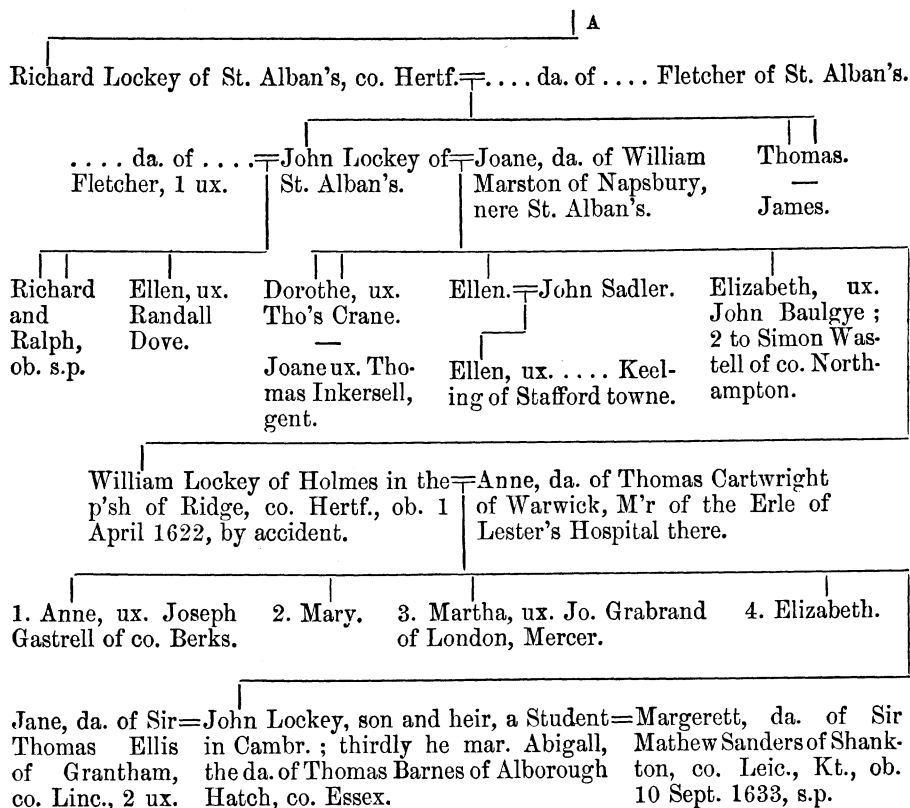 A
Richard Lockey of St. Alban's, co. Hertf.=.... da. of .... Fletcher of St. Alban's.
.... da. of ....=John Lockey of=Joane, da. of William
Fletcher, 1 ux.
St. Alban's.
Marston of Napsbury,
nere St. Alban's.
Thomas.
—
James.
Richard
and
Ralph,
ob. s.p.
Ellen, ux.
Randall
Dove.
Dorothe, ux.
Tho's Crane.
—
Joane ux. Tho-
mas Inkersell,
gent.
Ellen.=John Sadler.
Ellen, ux. ..... Keel-
ing of Stafford towne.
Elizabeth, ux.
John Baulgye ;
2 to Simon Was-
tell of co. North-
ampton.
William Lockey of Holmes in the=Anne, da. of Thomas Cartwright
p'sh of Ridge, co. Hertf., ob. 1
April 1622, by accident.
of Warwick, M'r of the Erle of
Lester's Hospital there.
1. Anne, ux. Joseph
Gastrell of co. Berks.
2. Mary.
3. Martha, ux. Jo. Grabrand
of London, Mercer.
4. Elizabeth.
Jane, da. of Sir=John Lockey, son and heir, a Student=Margerett, da. of Sir
Thomas Ellis
of Grantham,
co. Linc., 2 ux.
in Cambr. ; thirdly he mar. Abigall,
the da. of Thomas Barnes of Alborough
Hatch, co. Essex.
Mathew Sanders of Shank-
ton, co. Leic., Kt., ob.
10 Sept. 1633, s.p.